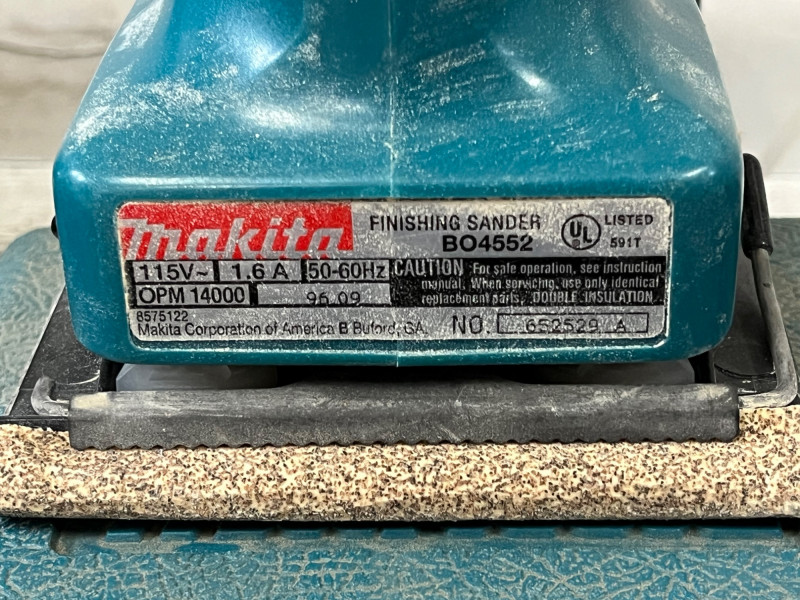 makita
FINISHING SANDER
BO4552
UL LISTED
591T
115V~ 1.6 A 50-60Hz
OPM 14000 96.09
CAUTION For safe operation, see instruction
manual. When servicing, use only identical
replacement parts. DOUBLE INSULATION
8575122
Makita Corporation of America B Buford, GA.
NO. 652529 A